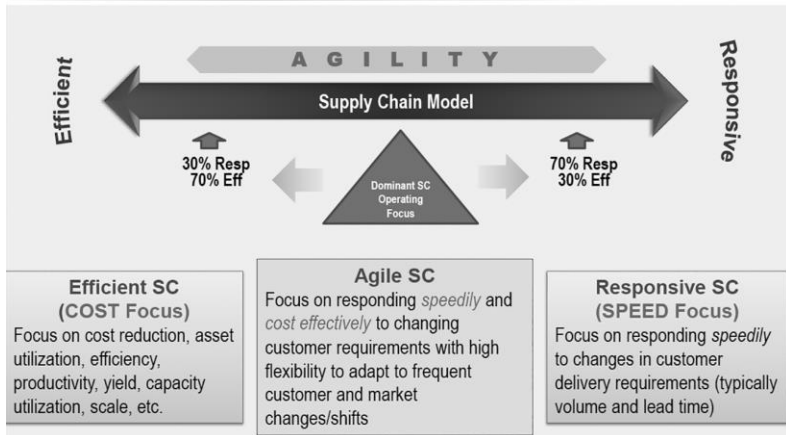 A G I L I T Y
Efficient
Supply Chain Model
Responsive
30% Resp
70% Eff
70% Resp
30% Eff
Dominant SC
Operating
Focus
Efficient SC
(COST Focus)
Focus on cost reduction, asset
utilization, efficiency,
productivity, yield, capacity
utilization, scale, etc.
Agile SC
Focus on responding speedily and
cost effectively to changing
customer requirements with high
flexibility to adapt to frequent
customer and market
changes/shifts
Responsive SC
(SPEED Focus)
Focus on responding speedily
to changes in customer
delivery requirements (typically
volume and lead time)